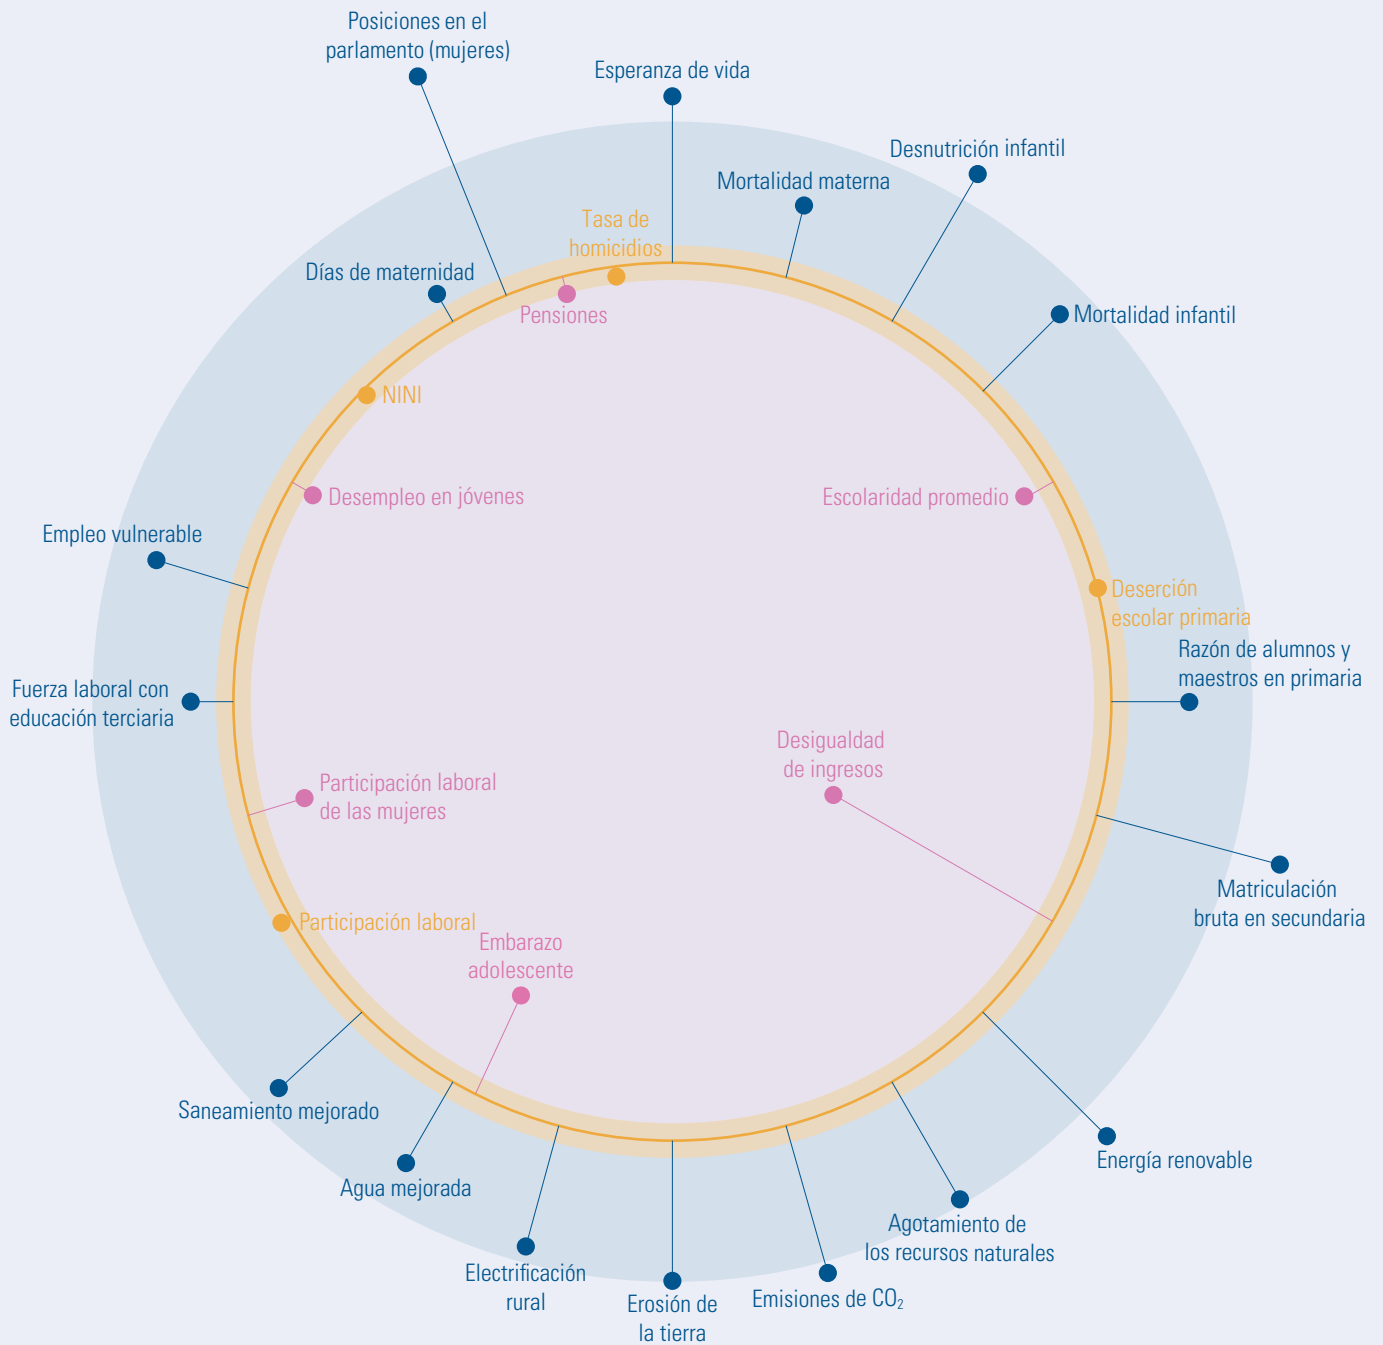 Posiciones en el
parlamento (mujeres)
Esperanza de vida
Desnutrición infantil
Mortalidad materna
Tasa de
homicidios
Días de maternidad
Pensiones
Mortalidad infantil
NINI
Desempleo en jóvenes
Escolaridad promedio
Empleo vulnerable
Deserción
escolar primaria
Razón de alumnos y
maestros en primaria
Fuerza laboral con
educación terciaria
Desigualdad
de ingresos
Participación laboral
de las mujeres
Matriculación
bruta en secundaria
Participación laboral
Embarazo
adolescente
Saneamiento mejorado
Energía renovable
Agua mejorada
Agotamiento de
los recursos naturales
Electrificación
rural
Emisiones de CO₂
Erosión de
la tierra